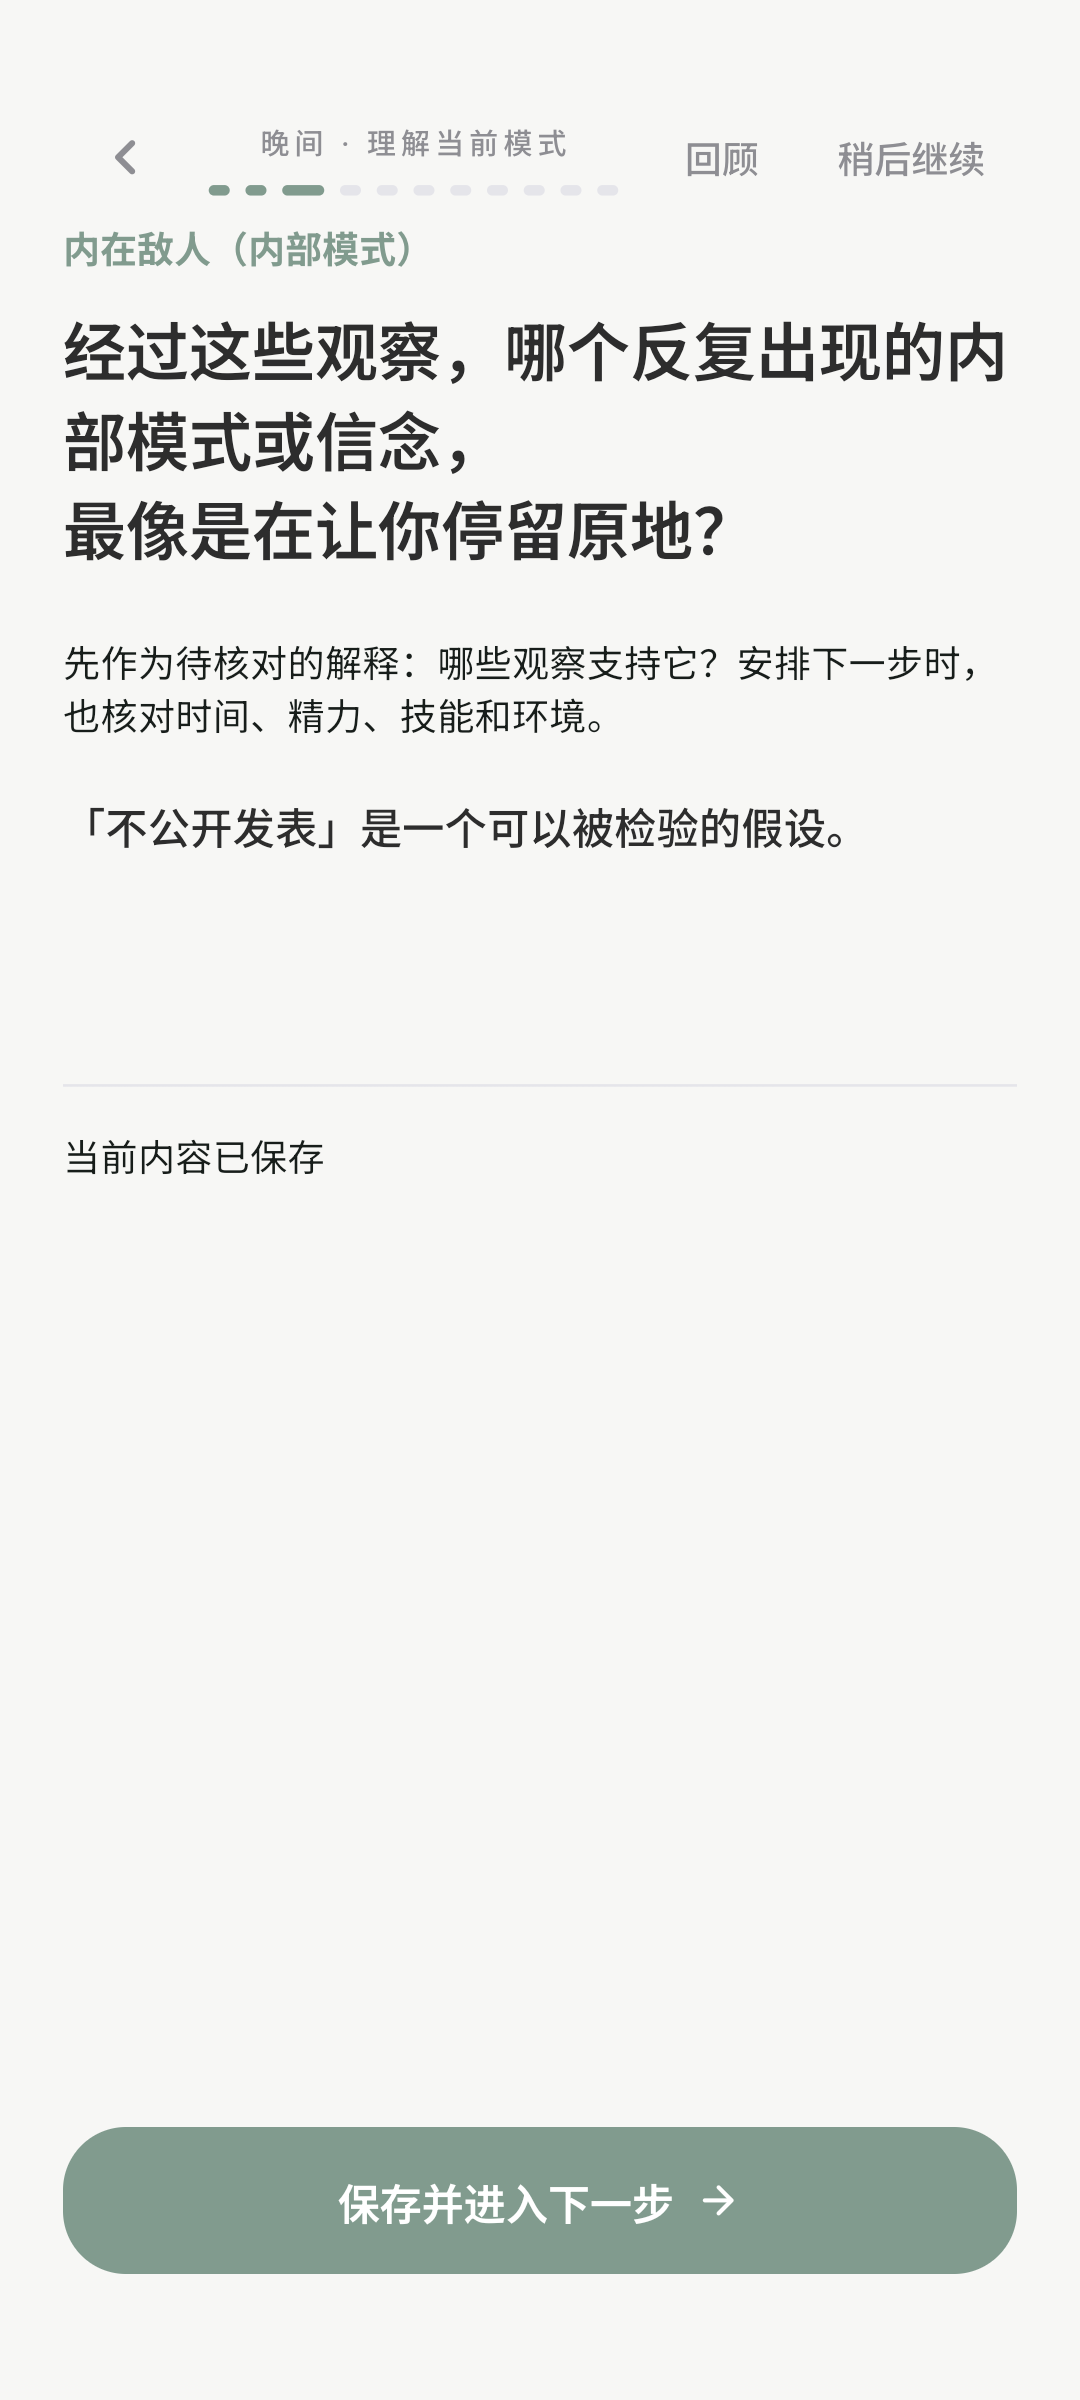 晚间 · 理解当前模式
回顾
稍后继续
内在敌人（内部模式）
经过这些观察，哪个反复出现的内
部模式或信念，
最像是在让你停留原地？
先作为待核对的解释：哪些观察支持它？安排下一步时，
也核对时间、精力、技能和环境。
「不公开发表」是一个可以被检验的假设。
当前内容已保存
保存并进入下一步